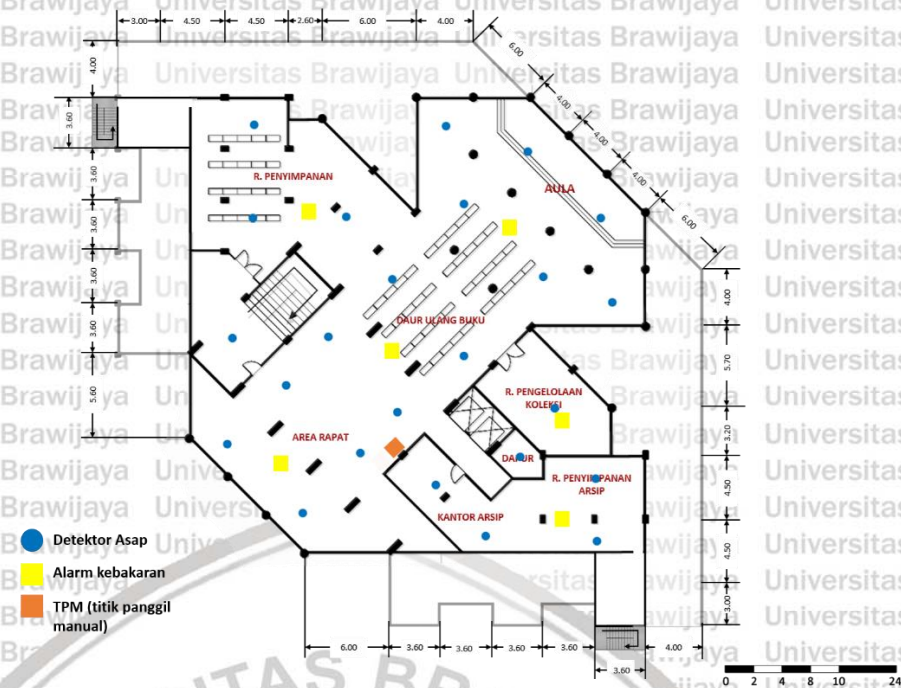 3.00 4.50 4.50 2.60 6.00 4.00
6.00
4.00
4.00
4.00
6.00
4.00
3.60
3.60
3.60
3.60
3.60
5.60
4.00
5.70
3.20
4.50
4.50
3.00
R. PENYIMPANAN
AULA
DAUR ULANG BUKU
R. PENGELOLAAN
KOLEKSI
AREA RAPAT
DAPUR
R. PENYIMPANAN
ARSIP
KANTOR ARSIP
Detektor Asap
Alarm kebakaran
TPM (titik panggil
manual)
6.00 3.60 3.60 3.60 3.60 4.00
3.60
0 2 4 8 10 24
Universitas Brawijaya